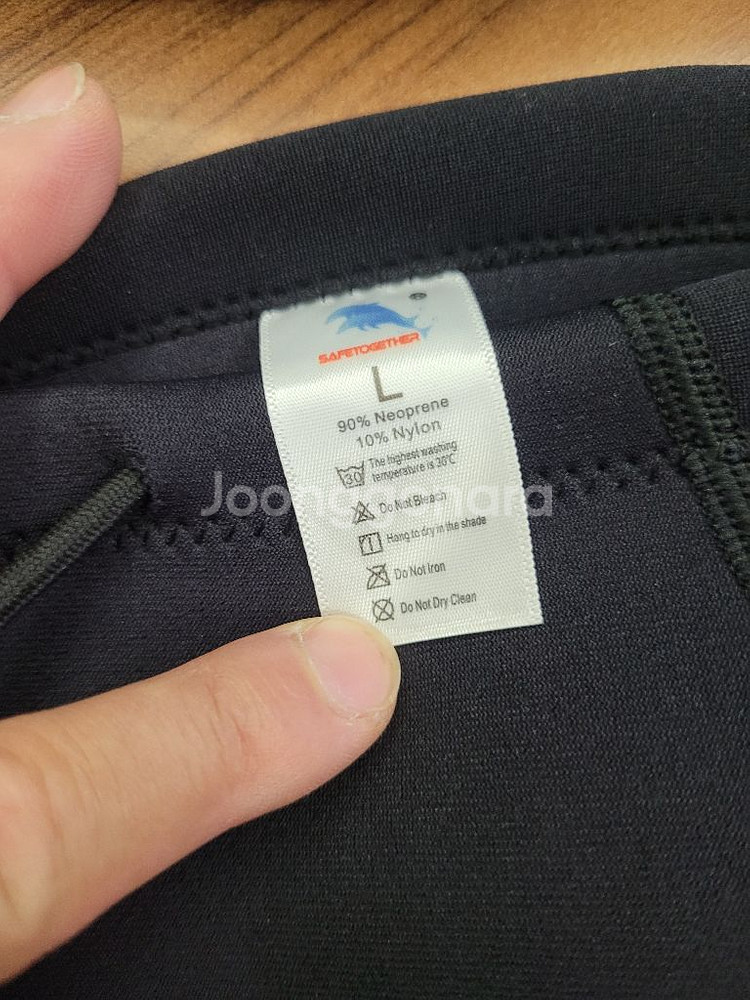 ®
SAFETOGETHER
L
90% Neoprene
10% Nylon
30
The highest washing
temperature is 30°C
Do Not Bleach
Hang to dry in the shade
Do Not Iron
Do Not Dry Clean
Joonggonara